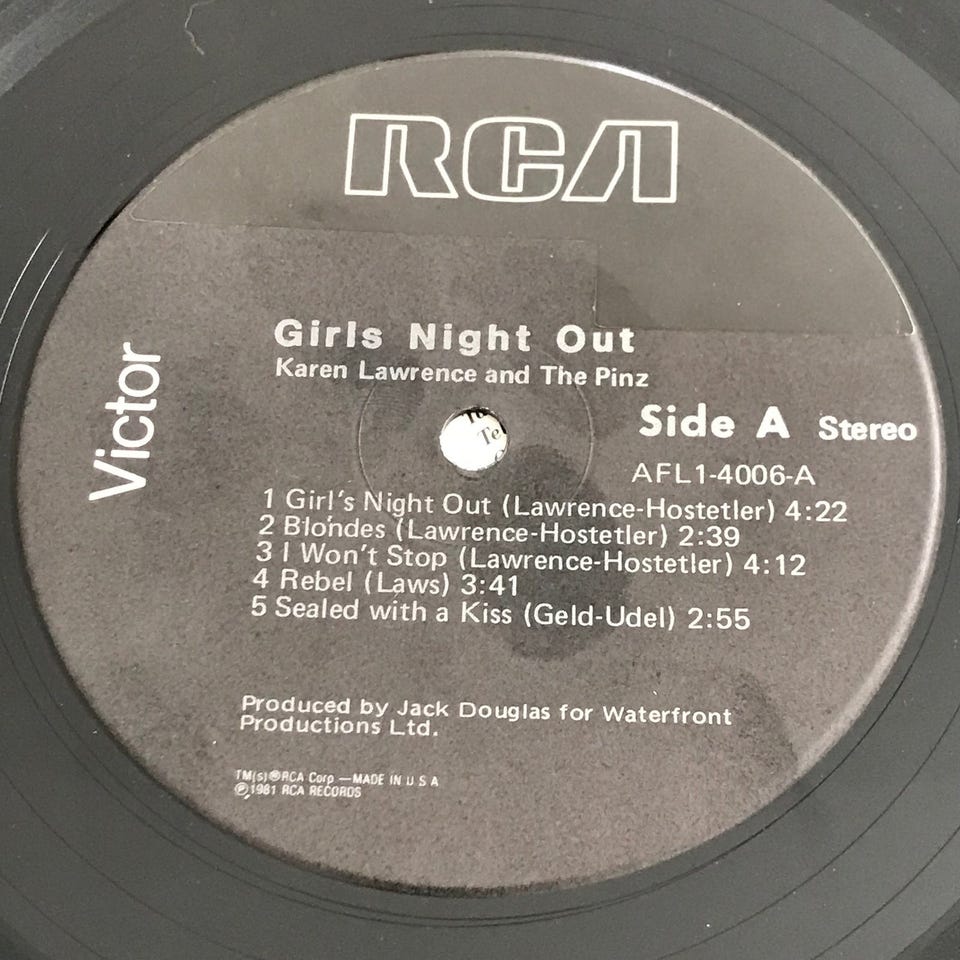 RCA
Victor
Girls Night Out
Karen Lawrence and The Pinz
Side A Stereo
AFL1-4006-A
1 Girl's Night Out (Lawrence-Hostetler) 4:22
2 Blondes (Lawrence-Hostetler) 2:39
3 I Won't Stop (Lawrence-Hostetler) 4:12
4 Rebel (Laws) 3:41
5 Sealed with a Kiss (Geld-Udel) 2:55
Produced by Jack Douglas for Waterfront
Productions Ltd.
TM(s)®RCA Corp —MADE IN U S A
℗1981 RCA RECORDS